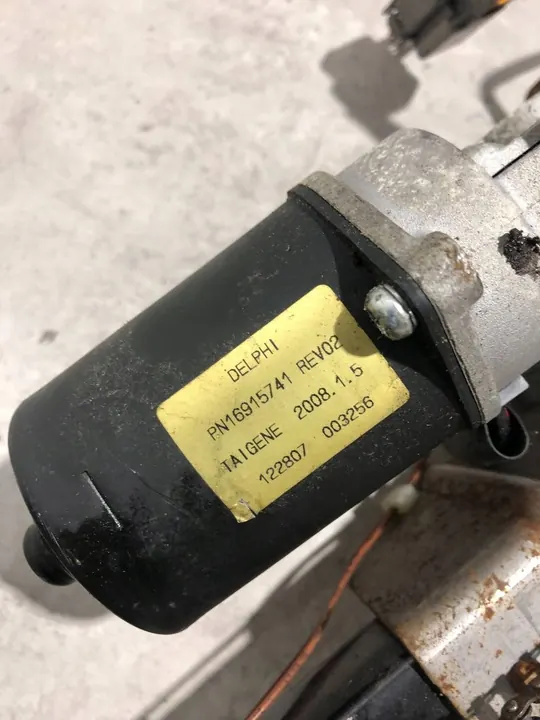 DELPHI
PN16915741 REV02
TAIGENE 2008.1.5
122807 003256